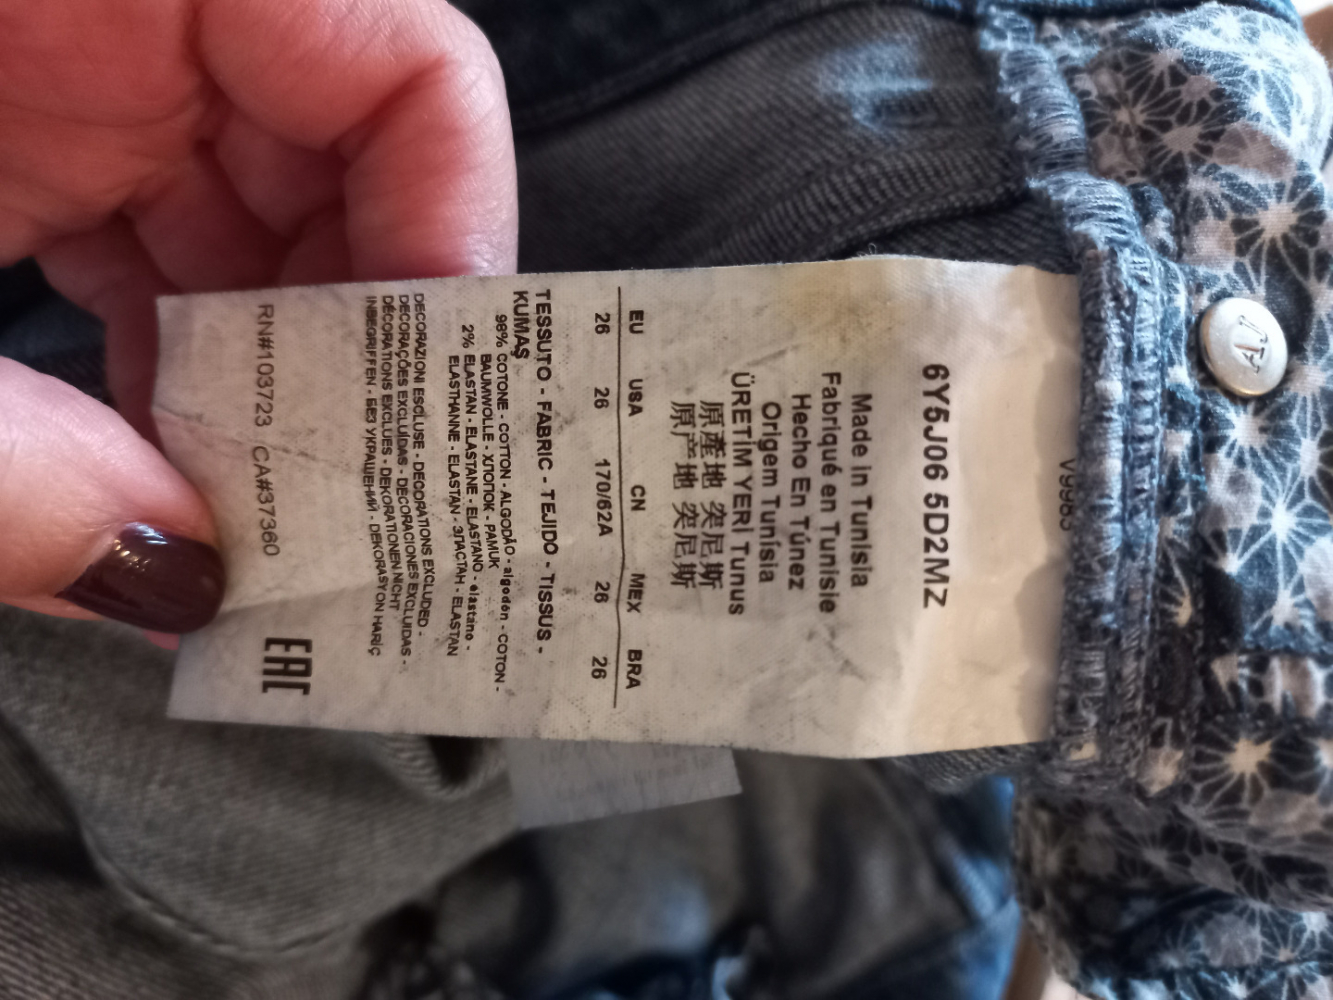 6Y5J06 5D2MZ
Made in Tunisia
Fabriqué en Tunisie
Hecho En Túnez
Origem Tunísia
ÜRETIM YERI Tunus
原產地 突尼斯
原产地 突尼斯
EU USA CN MEX BRA
26 26 170/62A 26 26
TESSUTO - FABRIC - TEJIDO - TISSUS -
KUMAŞ
98% COTONE - COTTON - ALGODÃO - algodón - COTON -
BAUMWOLLE - ХЛОПОК - PAMUK
2% ELASTAN - ELASTANE - ELASTANO - elastano -
ELASTHANNE - ELASTAN - ЭЛАСТАН - ELASTAN
DECORAZIONI ESCLUSE - DECORATIONS EXCLUDED -
DECORAÇÕES EXCLUÍDAS - DECORACIONES EXCLUIDAS -
DÉCORATIONS EXCLUES - DEKORATIONEN NICHT
INBEGRIFFEN - БЕЗ УКРАШЕНИЙ - DEKORASYON HARİÇ
RN#103723 CA#37360
EAC
AJ